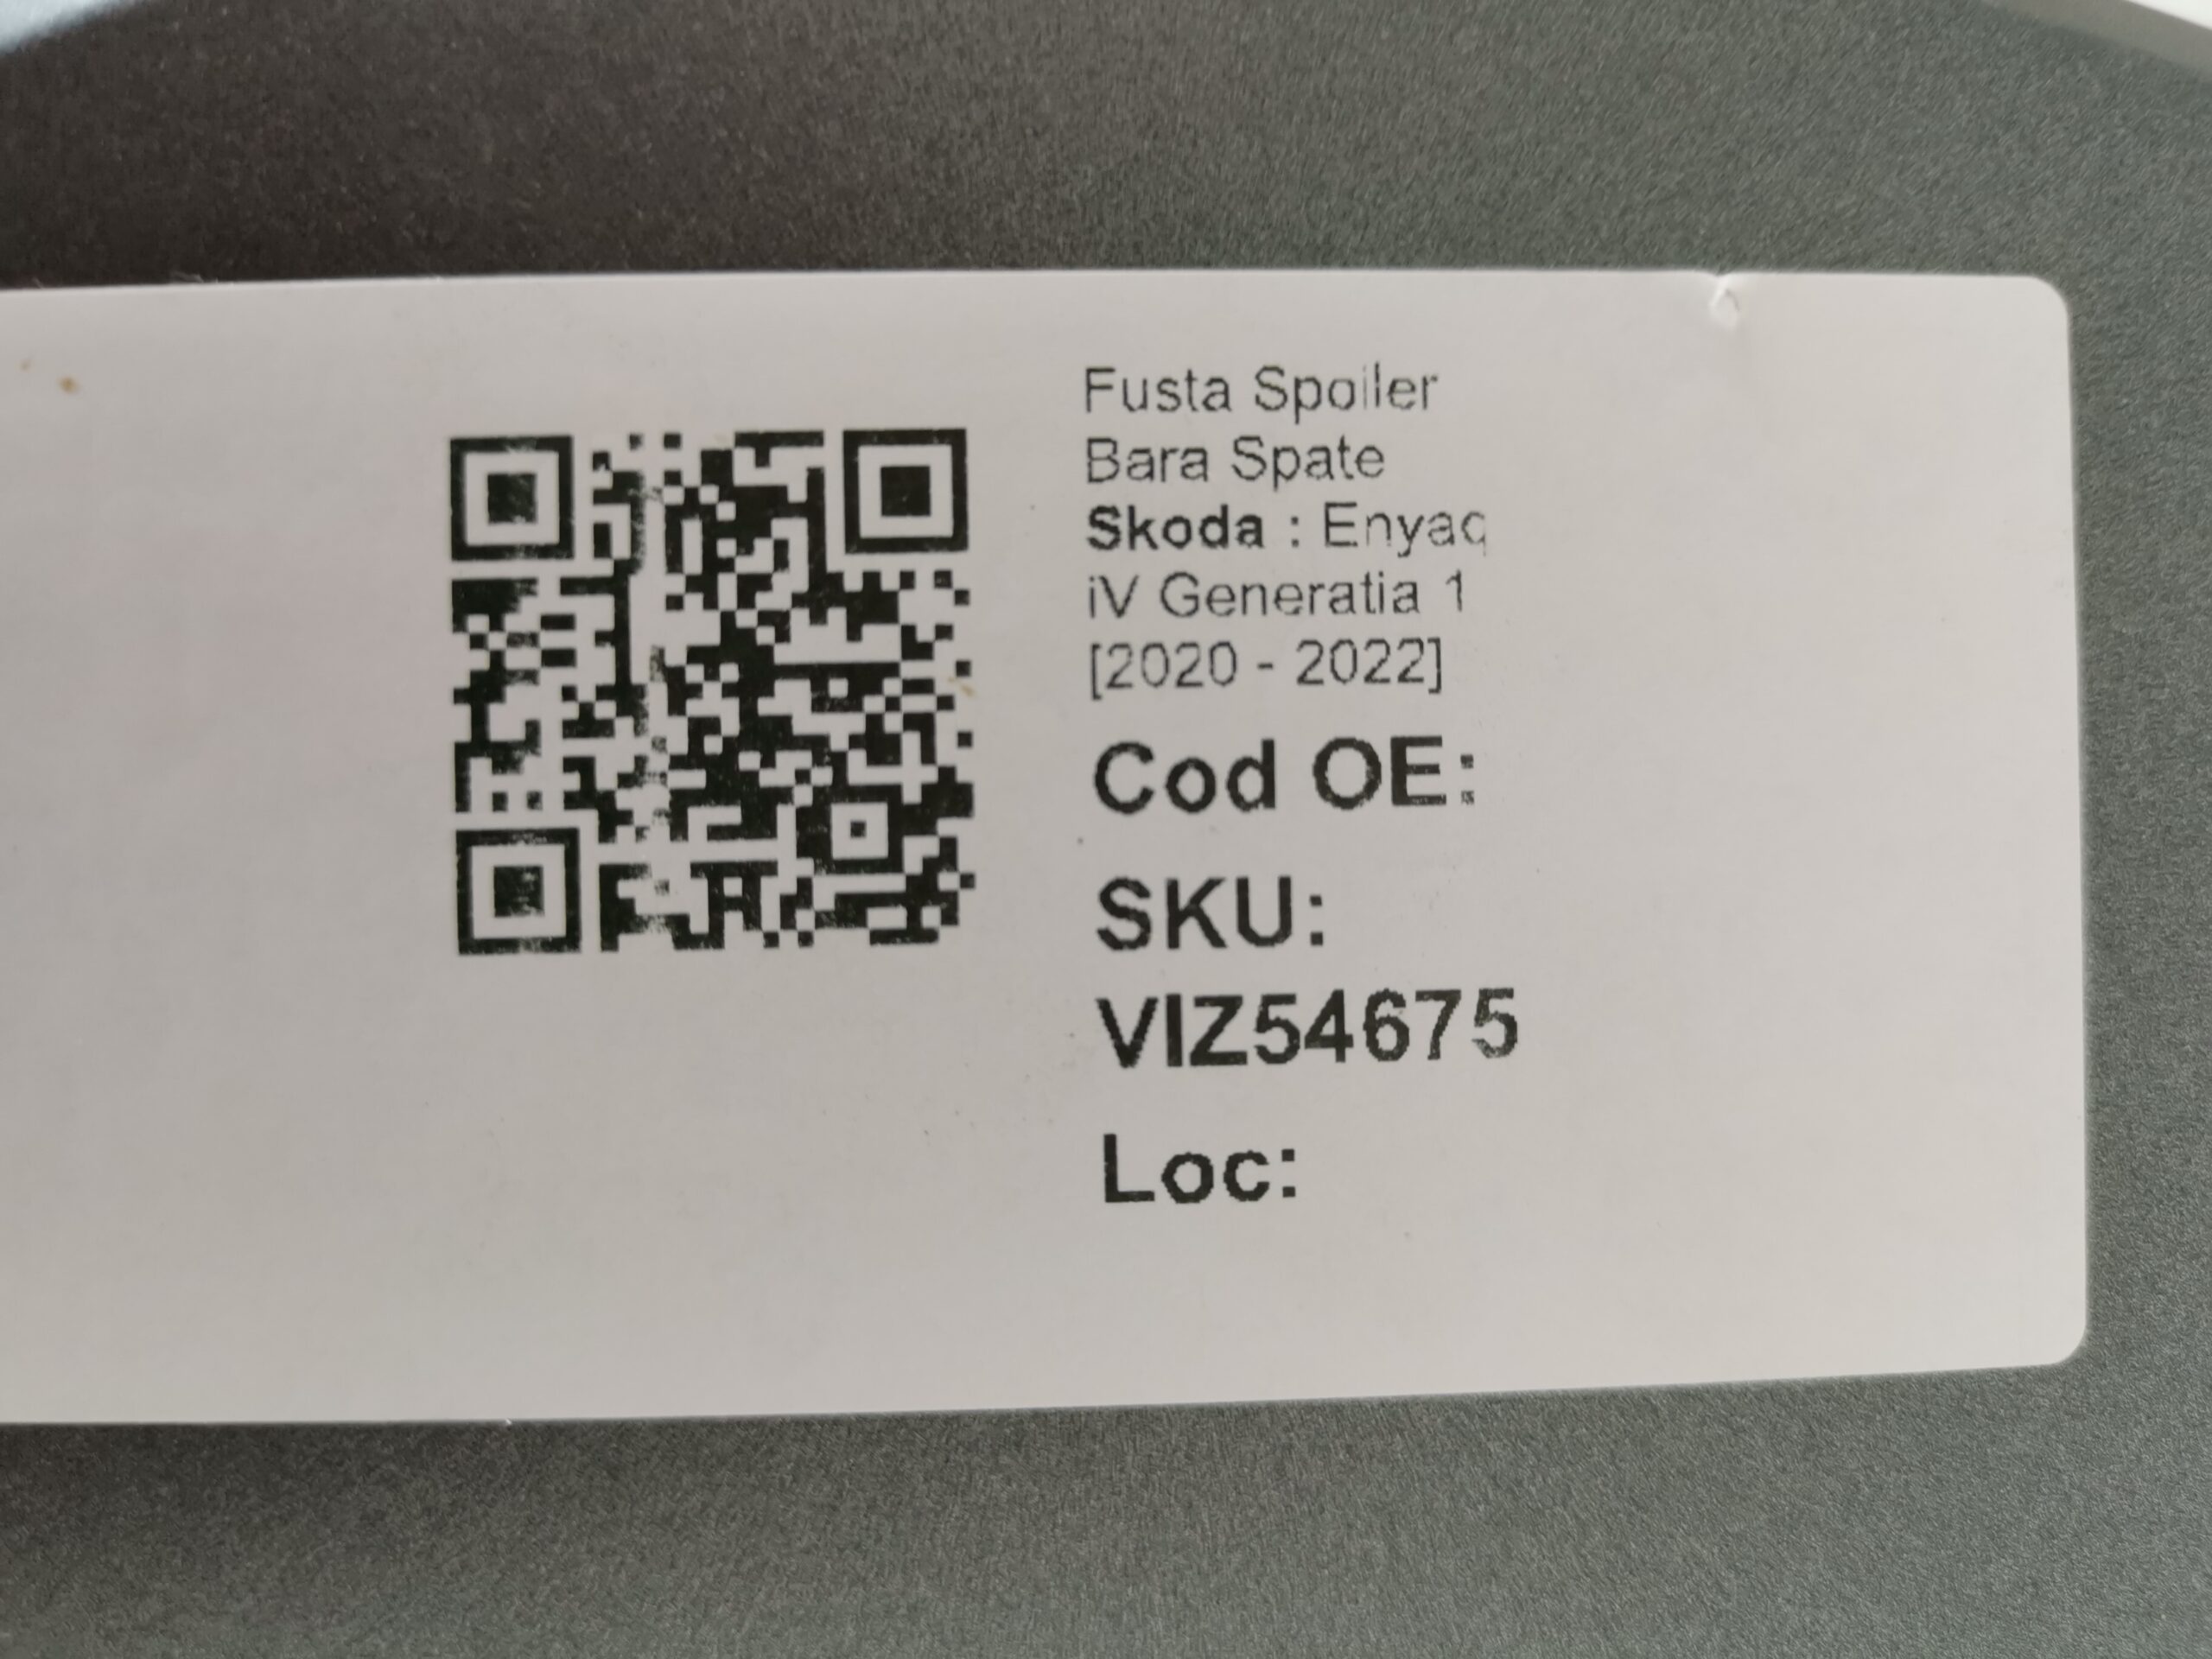 Fusta Spoiler
Bara Spate
Skoda : Enyaq
iV Generatia 1
[2020 - 2022]
Cod OE:
SKU:
VIZ54675
Loc: